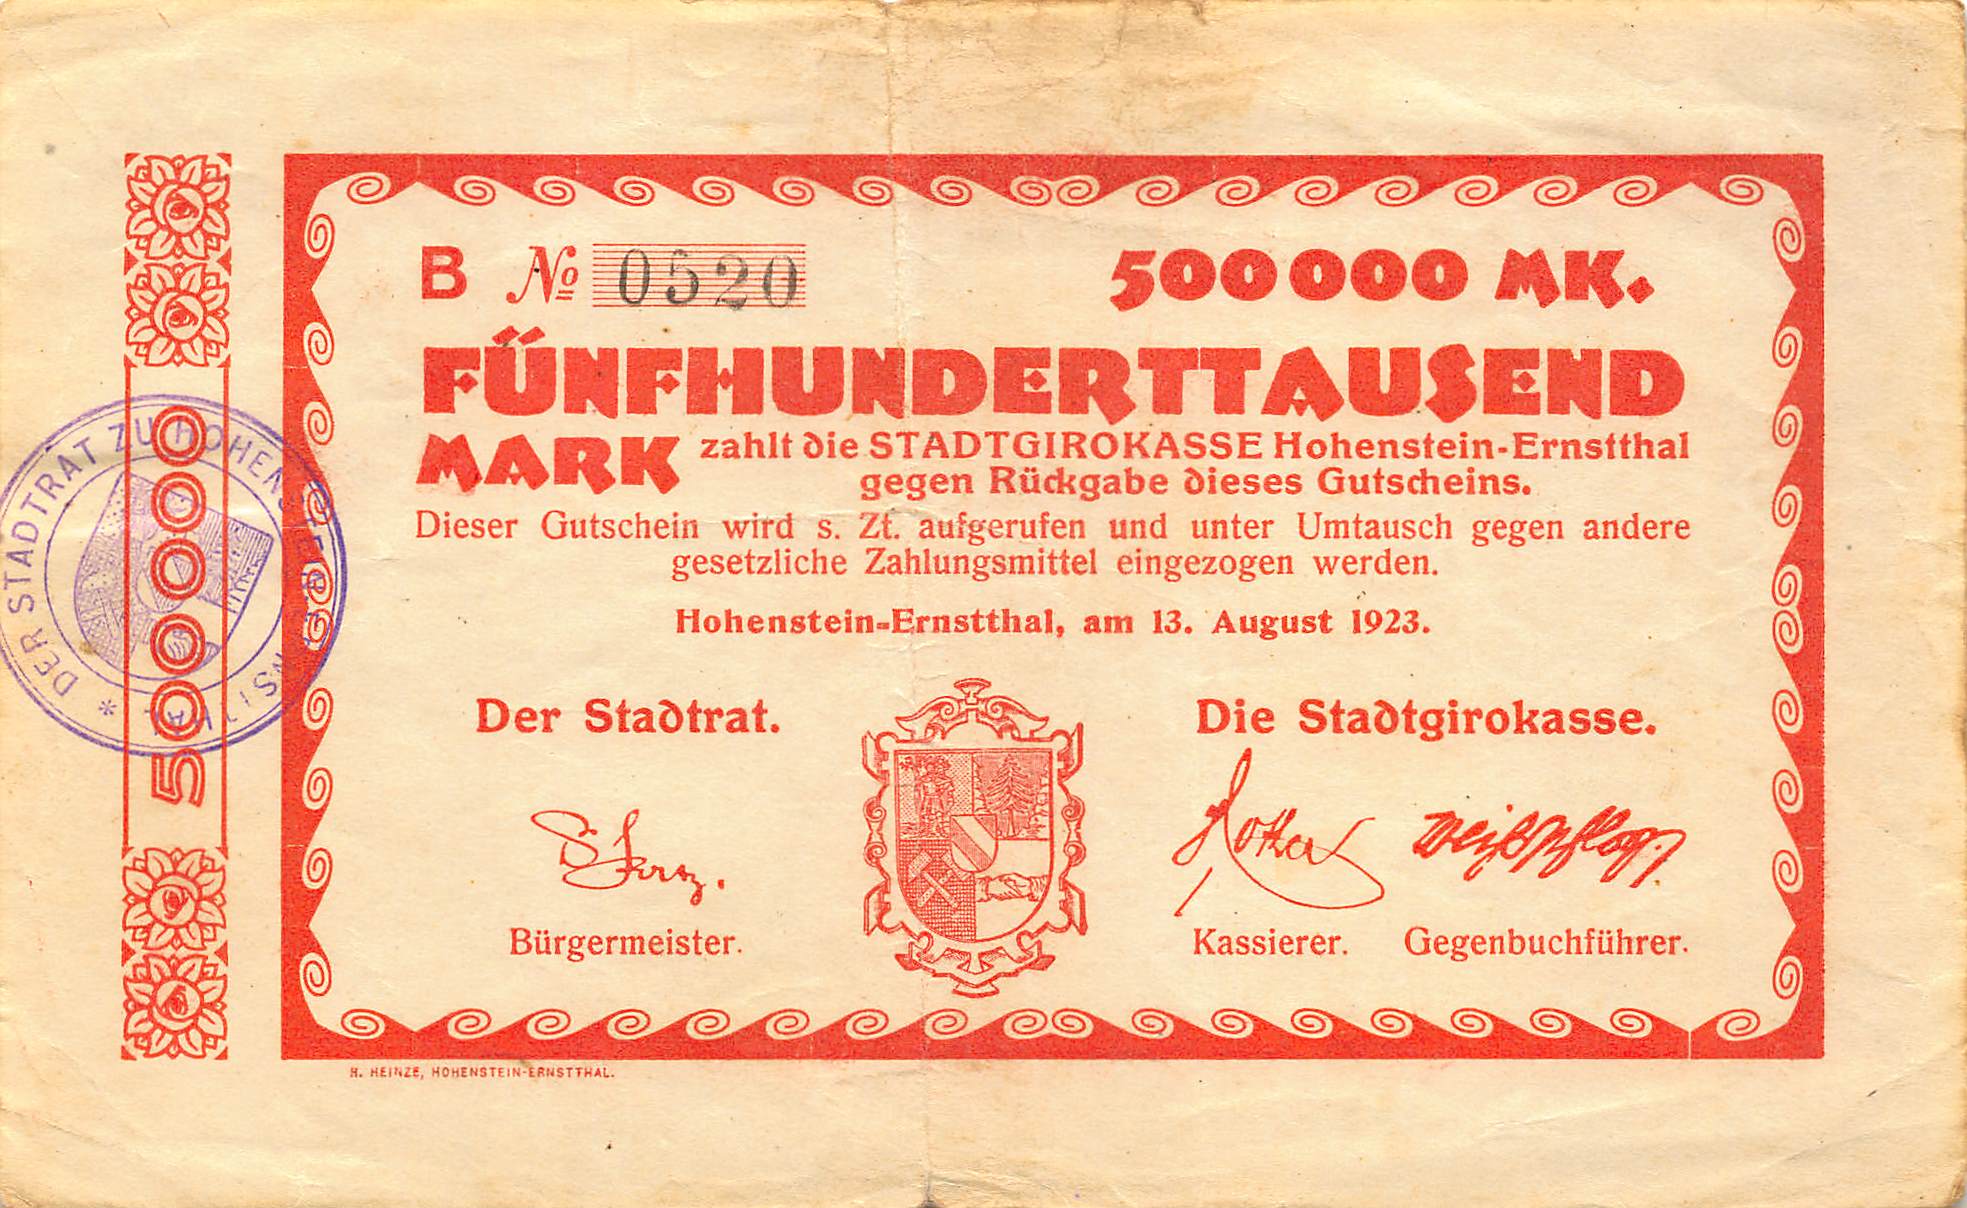 B № 0520 500000 MK.
FÜNFHUNDERTTAUSEND
MARK zahlt die STADTGIROKASSE Hohenstein-Ernstthal
gegen Rückgabe dieses Gutscheins.
Dieser Gutschein wird s. Zt. aufgerufen und unter Umtausch gegen andere
gesetzliche Zahlungsmittel eingezogen werden.
Hohenstein-Ernstthal, am 13. August 1923.
Der Stadtrat. Die Stadtgirokasse.
Bürgermeister. Kassierer. Gegenbuchführer.
H. HEINZE, HOHENSTEIN-ERNSTTHAL.
500000
* DER STADTRAT ZU HOHENSTEIN-ERNSTTHAL